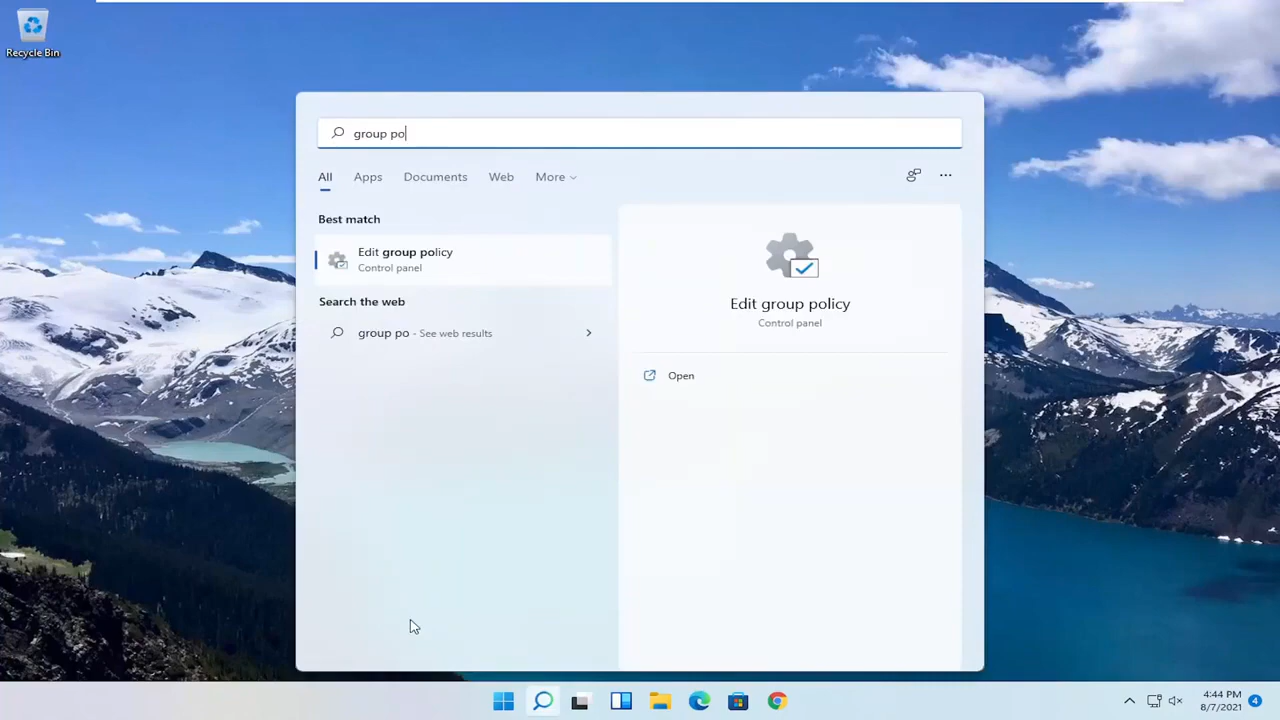 Recycle Bin
group po
All
Apps
Documents
Web
More
Best match
Edit group policy
Control panel
Search the web
group po - See web results
Edit group policy
Control panel
Open
4:44 PM
8/7/2021
4